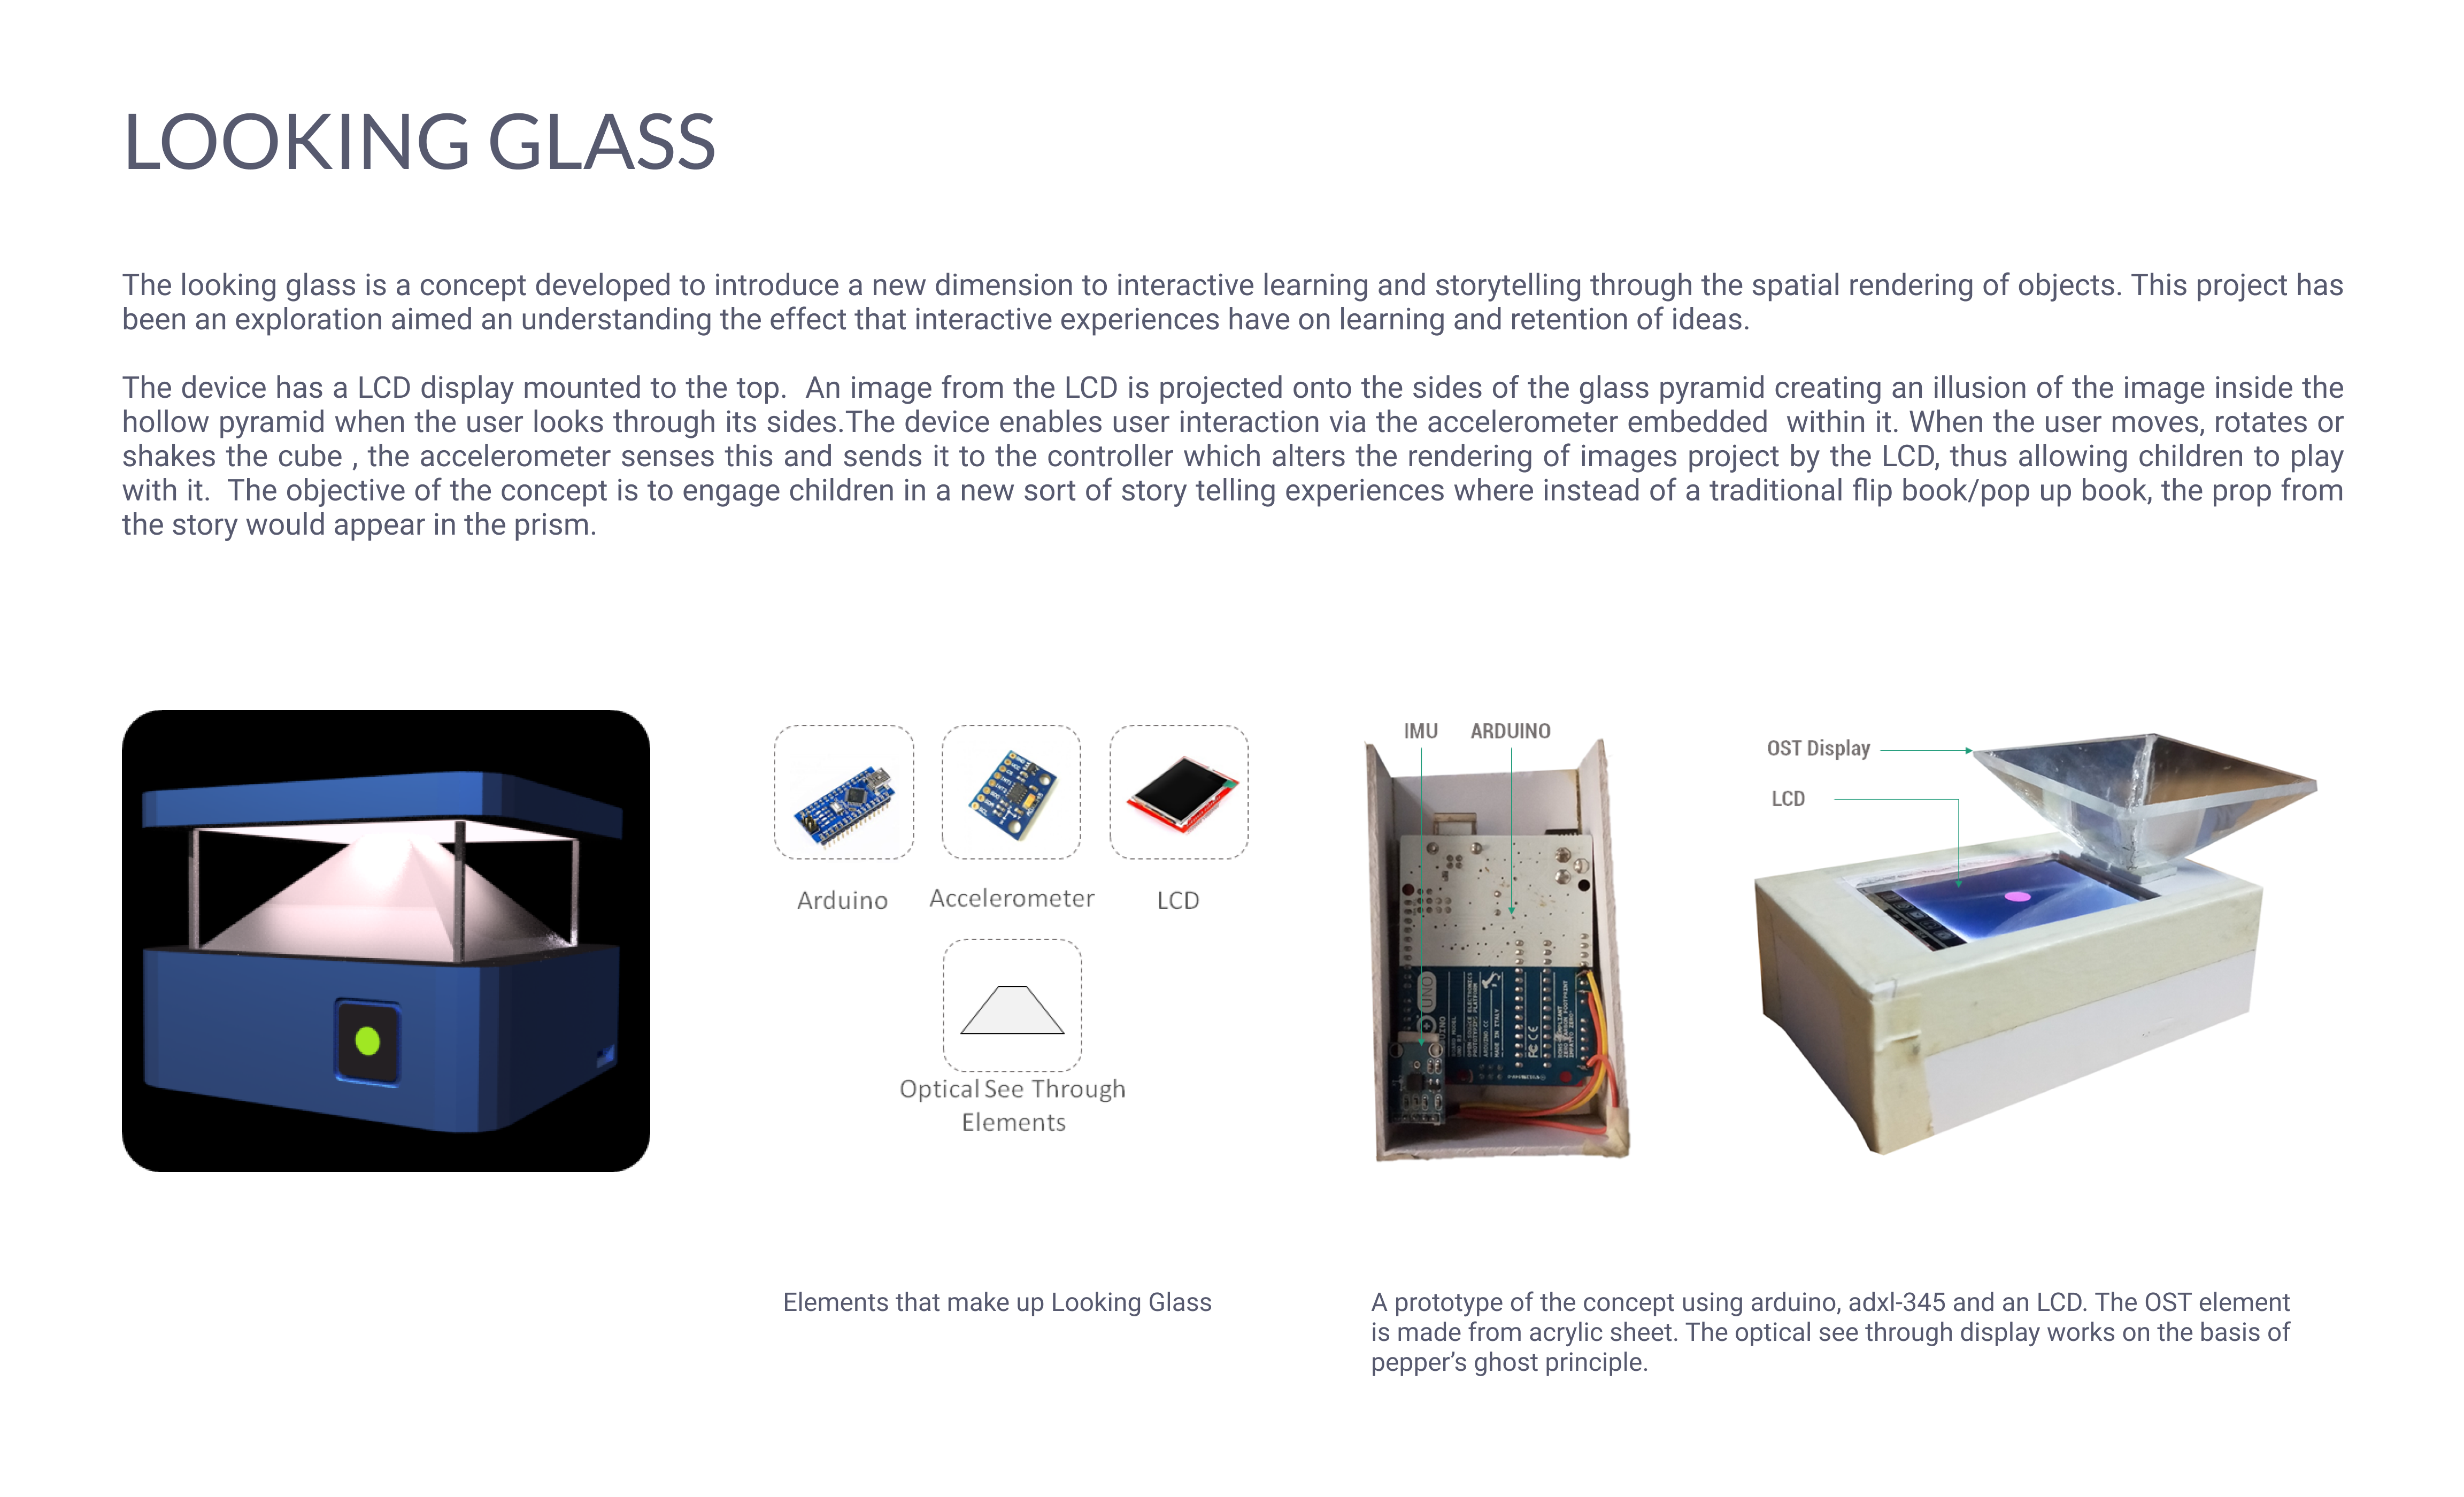 LOOKING GLASS
The looking glass is a concept developed to introduce a new dimension to interactive learning and storytelling through the spatial rendering of objects. This project has
been an exploration aimed an understanding the effect that interactive experiences have on learning and retention of ideas.
The device has a LCD display mounted to the top.  An image from the LCD is projected onto the sides of the glass pyramid creating an illusion of the image inside the
hollow pyramid when the user looks through its sides.The device enables user interaction via the accelerometer embedded  within it. When the user moves, rotates or
shakes the cube , the accelerometer senses this and sends it to the controller which alters the rendering of images project by the LCD, thus allowing children to play
with it.  The objective of the concept is to engage children in a new sort of story telling experiences where instead of a traditional flip book/pop up book, the prop from
the story would appear in the prism.
Arduino
Accelerometer
LCD
Optical See Through
Elements
IMU
ARDUINO
UNO
MADE IN ITALY
FC CE
OST Display
LCD
Elements that make up Looking Glass
A prototype of the concept using arduino, adxl-345 and an LCD. The OST element
is made from acrylic sheet. The optical see through display works on the basis of
pepper’s ghost principle.